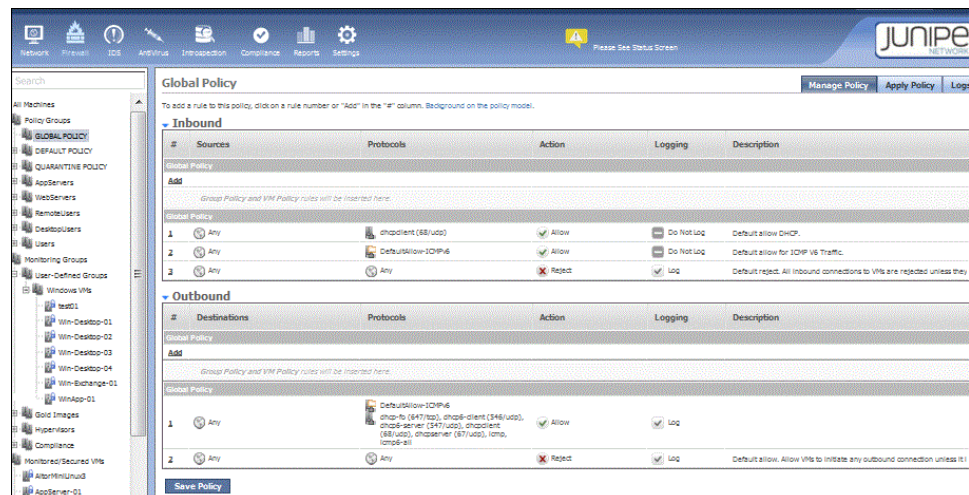 Network Firewall IDS AntiVirus Introspection Compliance Reports Settings
Please See Status Screen
JUNIPE
NETWORK
Search
All Machines
Policy Groups
GLOBAL POLICY
DEFAULT POLICY
QUARANTINE POLICY
AppServers
WebServers
RemoteUsers
DesktopUsers
Users
Monitoring Groups
User-Defined Groups
Windows VMs
test01
Win-Desktop-01
Win-Desktop-02
Win-Desktop-03
Win-Desktop-04
Win-Exchange-01
WinApp-01
Gold Images
Hypervisors
Compliance
Monitored/Secured VMs
AltorMiniLinux3
AppServer-01
Global Policy
Manage Policy Apply Policy Logs
To add a rule to this policy, click on a rule number or "Add" in the "#" column. Background on the policy model.
Inbound
# Sources Protocols Action Logging Description
Global Policy
Add
Group Policy and VM Policy rules will be inserted here.
Global Policy
1 Any dhcpclient (68/udp) Allow Do Not Log Default allow DHCP.
2 Any DefaultAllow-ICMPv6 Allow Do Not Log Default allow for ICMP V6 Traffic.
3 Any Any Reject Log Default reject. All inbound connections to VMs are rejected unless they
Outbound
# Destinations Protocols Action Logging Description
Global Policy
Add
Group Policy and VM Policy rules will be inserted here.
Global Policy
DefaultAllow-ICMPv6
dhcp-fo (647/tcp), dhcp6-client (546/udp),
1 Any dhcp6-server (547/udp), dhcpclient Allow Log
(68/udp), dhcpserver (67/udp), icmp,
icmp6-all
2 Any Any Reject Log Default allow. Allow VMs to initiate any outbound connection unless it i
Save Policy